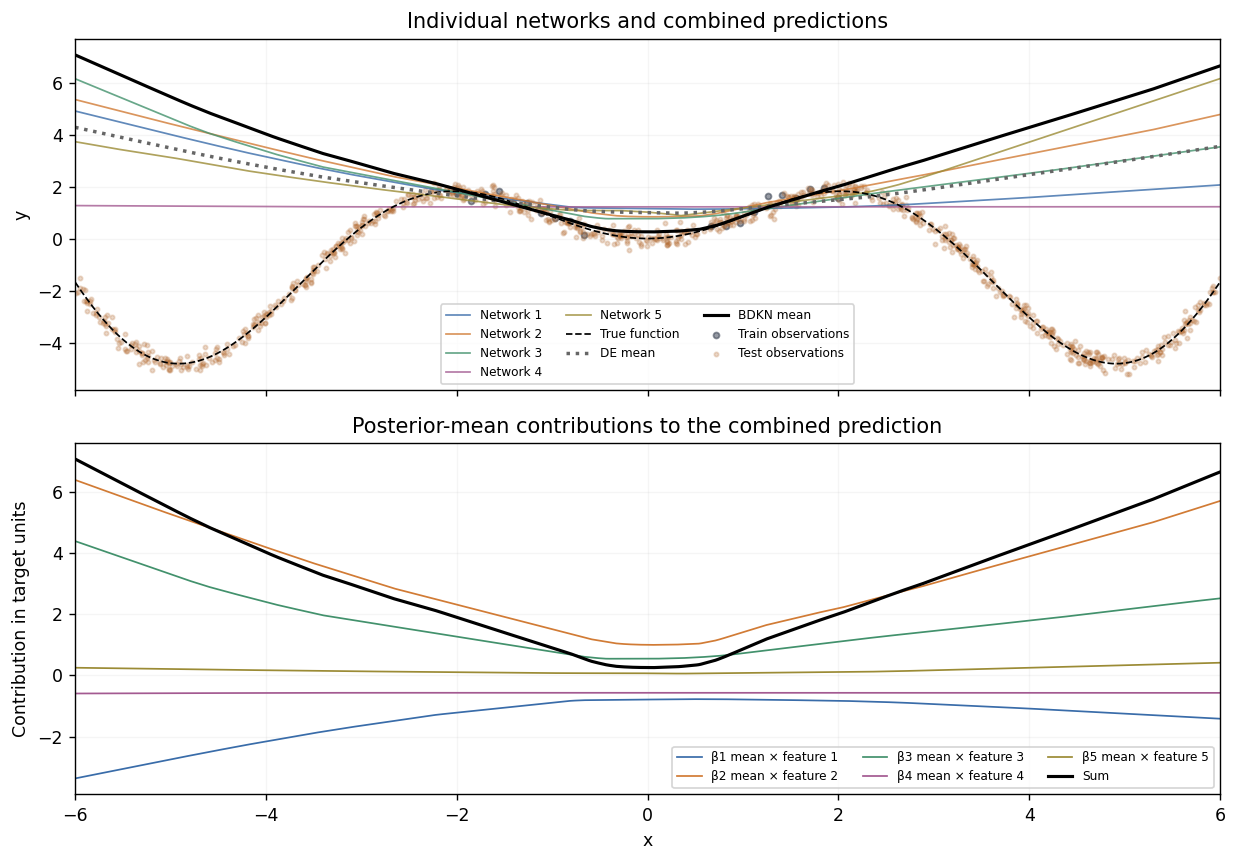 Individual networks and combined predictions
6
4
2
0
−2
−4
y
Network 1
Network 2
Network 3
Network 4
Network 5
True function
DE mean
BDKN mean
Train observations
Test observations
Posterior-mean contributions to the combined prediction
6
4
2
0
−2
Contribution in target units
β1 mean × feature 1
β2 mean × feature 2
β3 mean × feature 3
β4 mean × feature 4
β5 mean × feature 5
Sum
−6
−4
−2
0
2
4
6
x